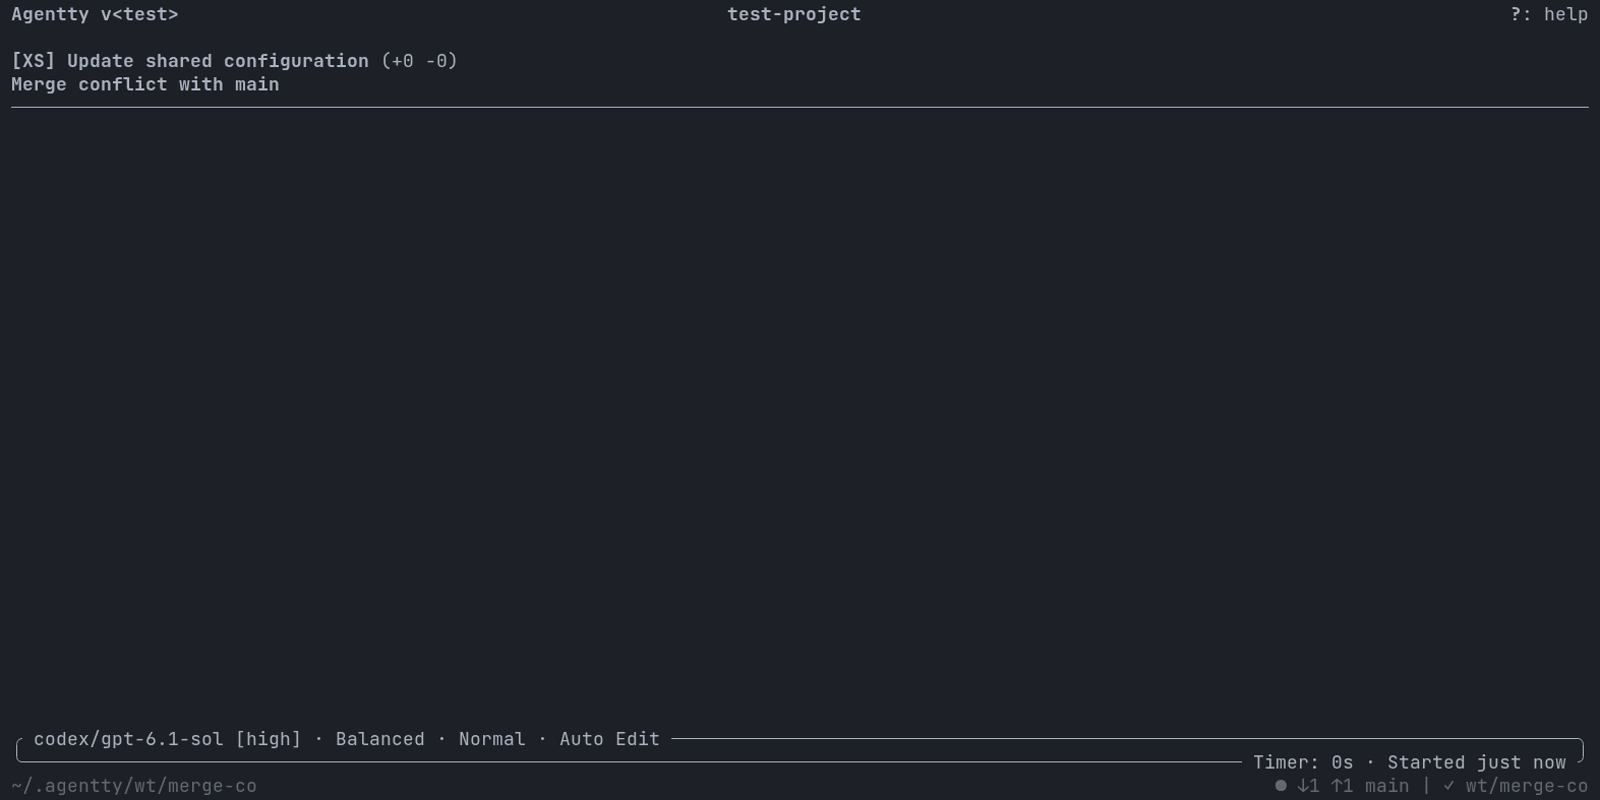 Agentty v<test> test-project ?: help
[XS] Update shared configuration (+0 -0)
Merge conflict with main
codex/gpt-6.1-sol [high] · Balanced · Normal · Auto Edit
Timer: 0s · Started just now
~/.agentty/wt/merge-co ● ↓1 ↑1 main | ✓ wt/merge-co